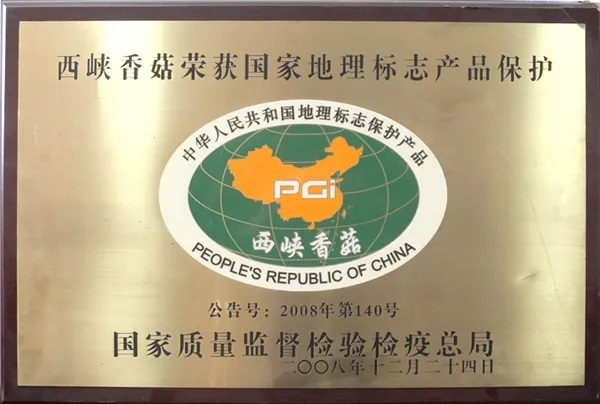 西峡香菇荣获国家地理标志产品保护
中华人民共和国地理标志保护产品
PGi
西峡香菇
PEOPLE'S REPUBLIC OF CHINA
公告号：2008年第140号
国家质量监督检验检疫总局
二〇〇八年十二月二十四日